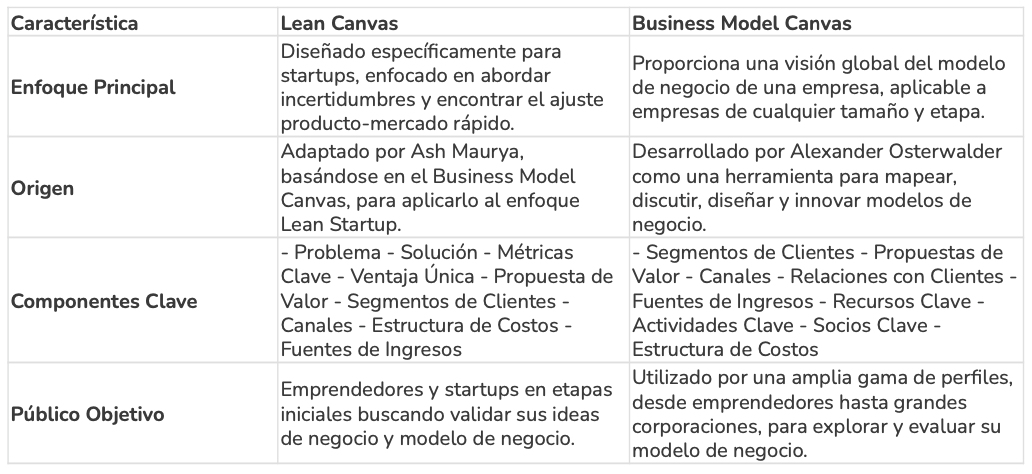 Característica
Lean Canvas
Business Model Canvas
Enfoque Principal
Diseñado específicamente para
startups, enfocado en abordar
incertidumbres y encontrar el ajuste
producto-mercado rápido.
Proporciona una visión global del modelo
de negocio de una empresa, aplicable a
empresas de cualquier tamaño y etapa.
Origen
Adaptado por Ash Maurya,
basándose en el Business Model
Canvas, para aplicarlo al enfoque
Lean Startup.
Desarrollado por Alexander Osterwalder
como una herramienta para mapear,
discutir, diseñar y innovar modelos de
negocio.
Componentes Clave
- Problema - Solución - Métricas
Clave - Ventaja Única - Propuesta de
Valor - Segmentos de Clientes -
Canales - Estructura de Costos -
Fuentes de Ingresos
- Segmentos de Clientes - Propuestas de
Valor - Canales - Relaciones con Clientes -
Fuentes de Ingresos - Recursos Clave -
Actividades Clave - Socios Clave -
Estructura de Costos
Público Objetivo
Emprendedores y startups en etapas
iniciales buscando validar sus ideas
de negocio y modelo de negocio.
Utilizado por una amplia gama de perfiles,
desde emprendedores hasta grandes
corporaciones, para explorar y evaluar su
modelo de negocio.